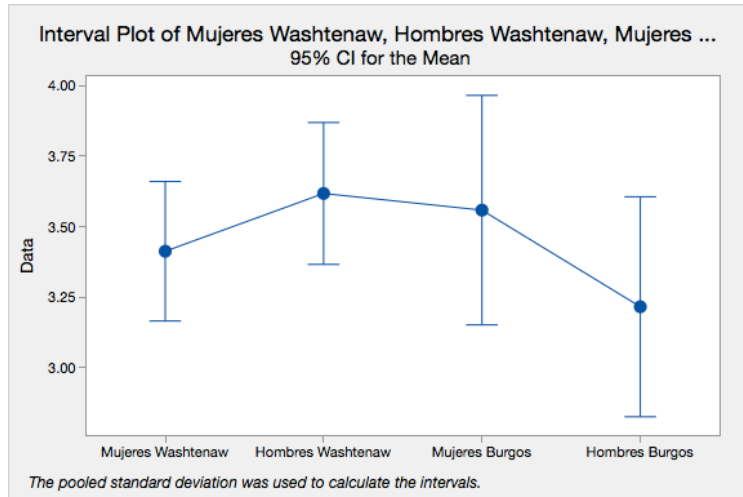 Interval Plot of Mujeres Washtenaw, Hombres Washtenaw, Mujeres ...
95% CI for the Mean
4.00
3.75
3.50
3.25
3.00
Data
Mujeres Washtenaw Hombres Washtenaw Mujeres Burgos Hombres Burgos
The pooled standard deviation was used to calculate the intervals.